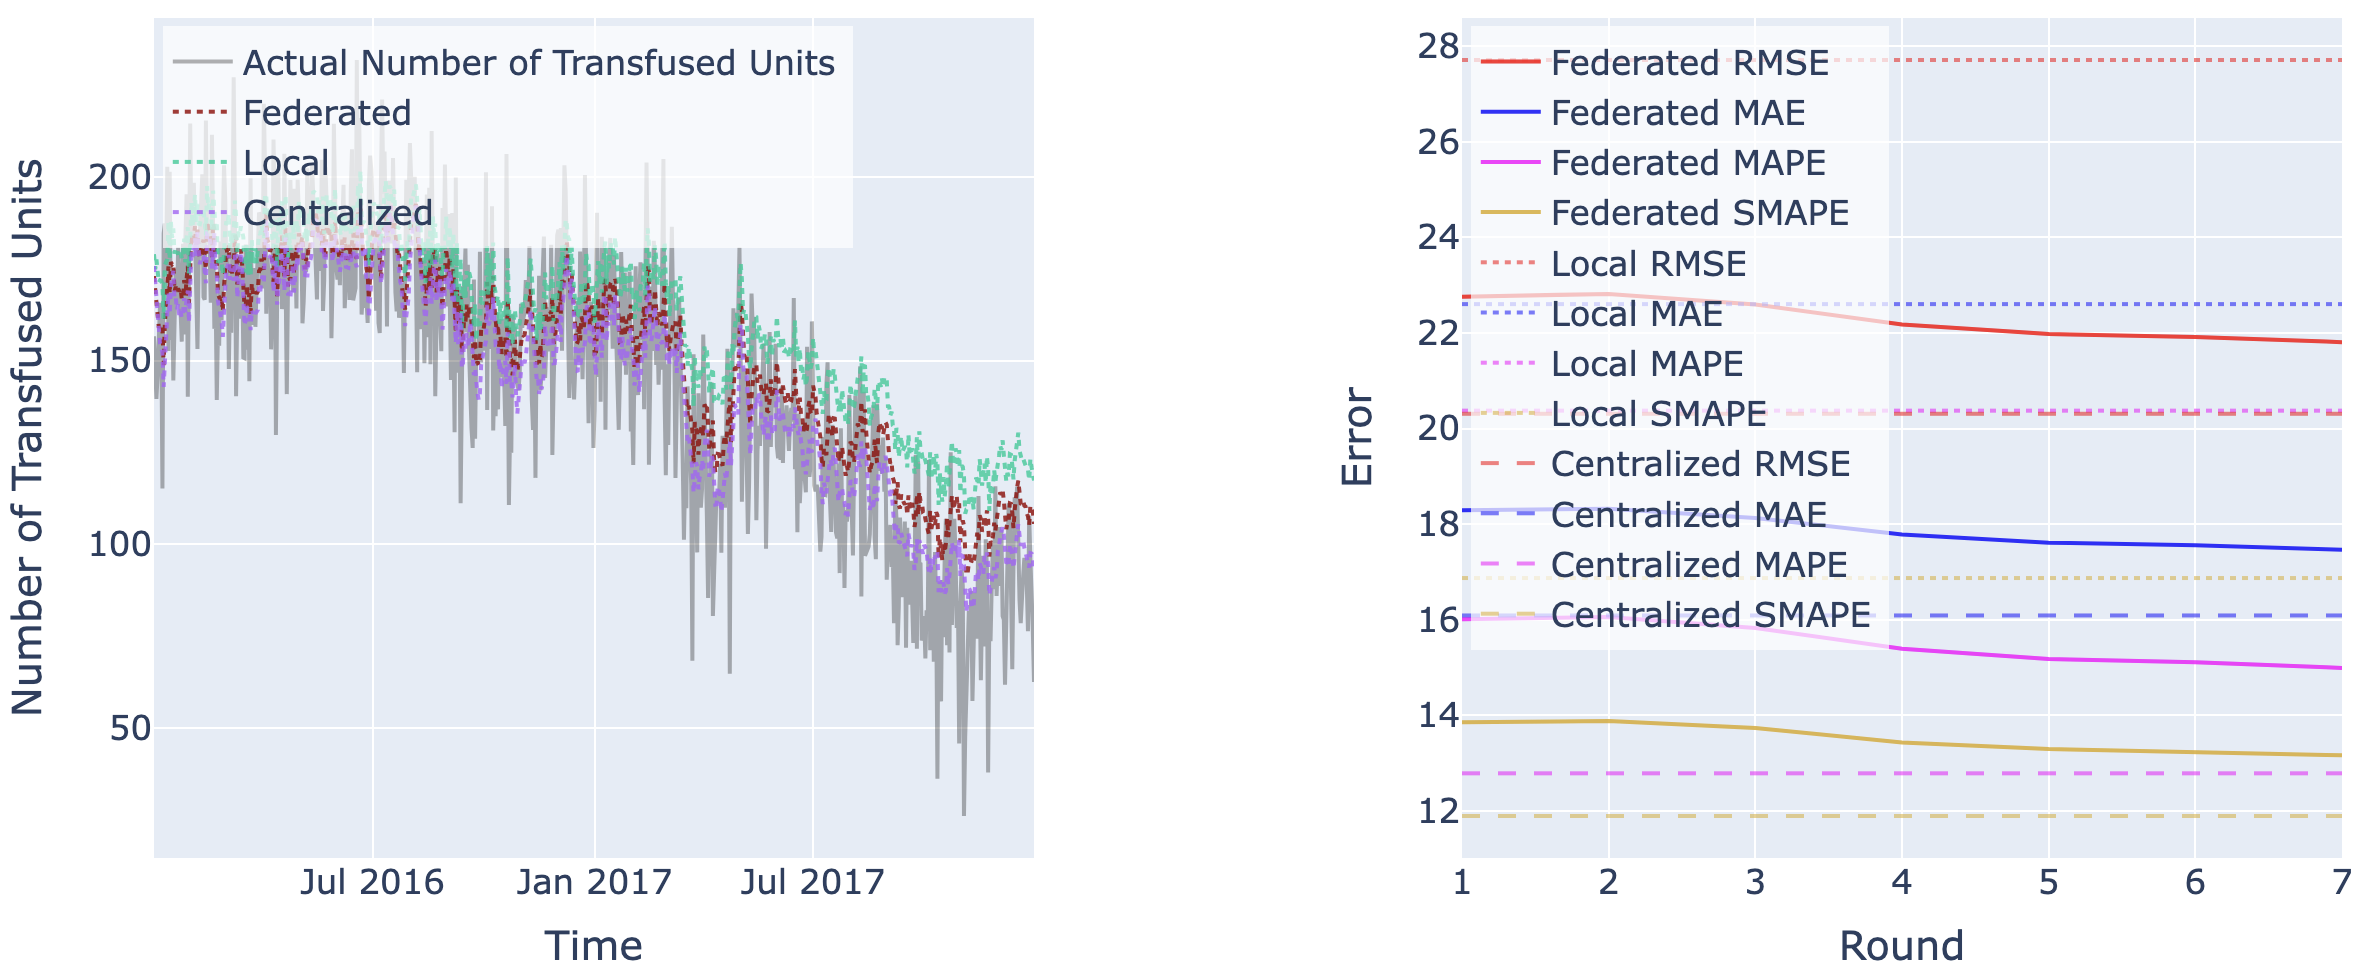 Actual Number of Transfused Units
Federated
Local
Centralized
Number of Transfused Units
200
150
100
50
Jul 2016
Jan 2017
Jul 2017
Time
Federated RMSE
Federated MAE
Federated MAPE
Federated SMAPE
Local RMSE
Local MAE
Local MAPE
Local SMAPE
Centralized RMSE
Centralized MAE
Centralized MAPE
Centralized SMAPE
Error
28
26
24
22
20
18
16
14
12
1
2
3
4
5
6
7
Round